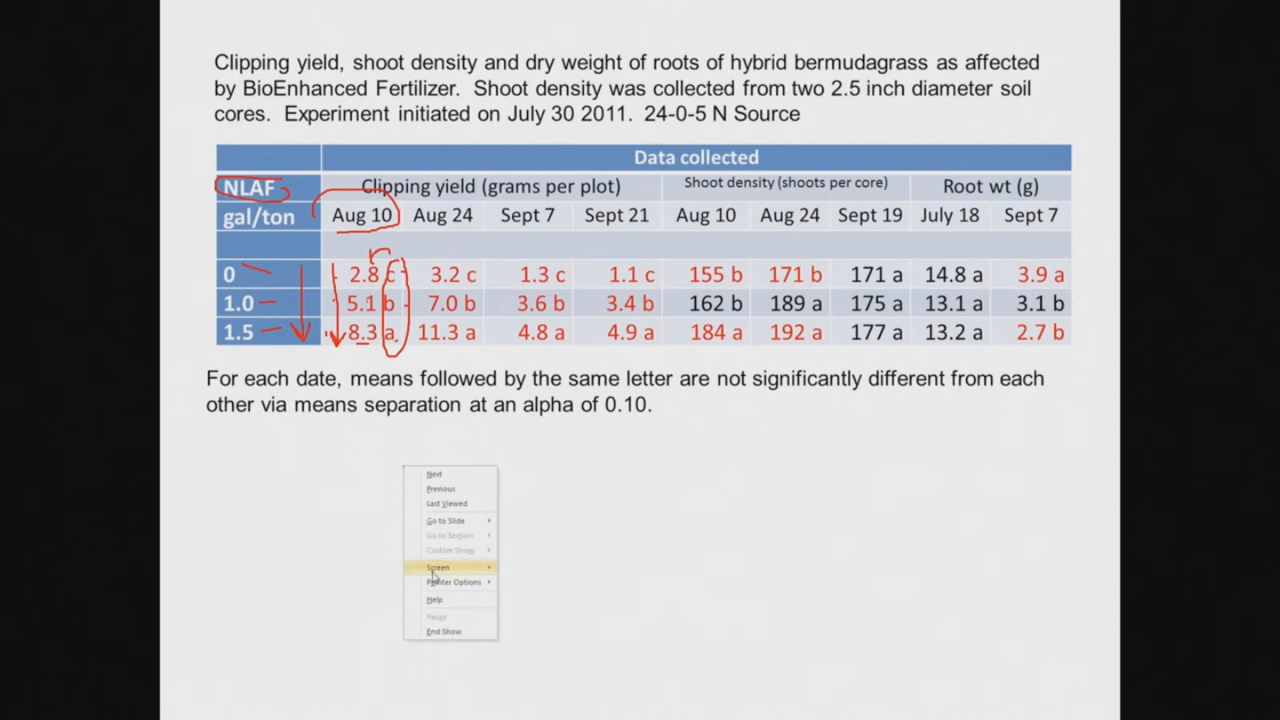 Clipping yield, shoot density and dry weight of roots of hybrid bermudagrass as affected
by BioEnhanced Fertilizer. Shoot density was collected from two 2.5 inch diameter soil
cores. Experiment initiated on July 30 2011. 24-0-5 N Source
Data collected
NLAF Clipping yield (grams per plot) Shoot density (shoots per core) Root wt (g)
gal/ton Aug 10 Aug 24 Sept 7 Sept 21 Aug 10 Aug 24 Sept 19 July 18 Sept 7
0 2.8 c 3.2 c 1.3 c 1.1 c 155 b 171 b 171 a 14.8 a 3.9 a
1.0 5.1 b 7.0 b 3.6 b 3.4 b 162 b 189 a 175 a 13.1 a 3.1 b
1.5 8.3 a 11.3 a 4.8 a 4.9 a 184 a 192 a 177 a 13.2 a 2.7 b
For each date, means followed by the same letter are not significantly different from each
other via means separation at an alpha of 0.10.
Next
Previous
Last Viewed
Go to Slide
Go to Section
Custom Show
Screen
Pointer Options
Help
Pause
End Show